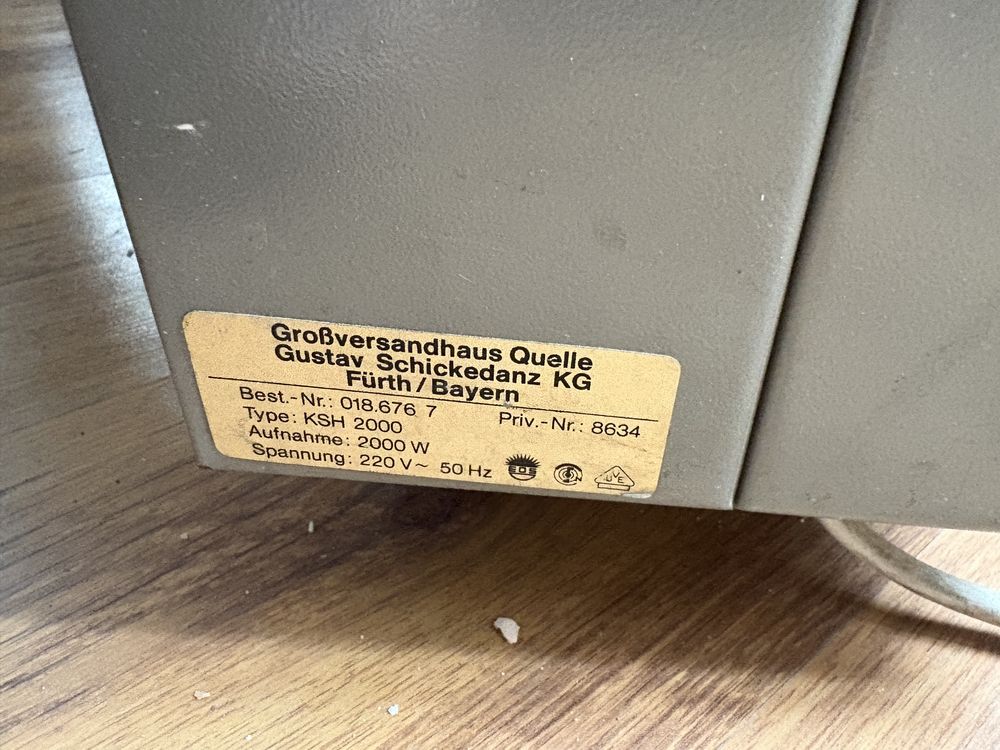 Großversandhaus Quelle
Gustav Schickedanz KG
Fürth/Bayern
Best.-Nr.: 018.676 7 Priv.-Nr.: 8634
Type: KSH 2000
Aufnahme: 2000 W
Spannung: 220 V~ 50 Hz